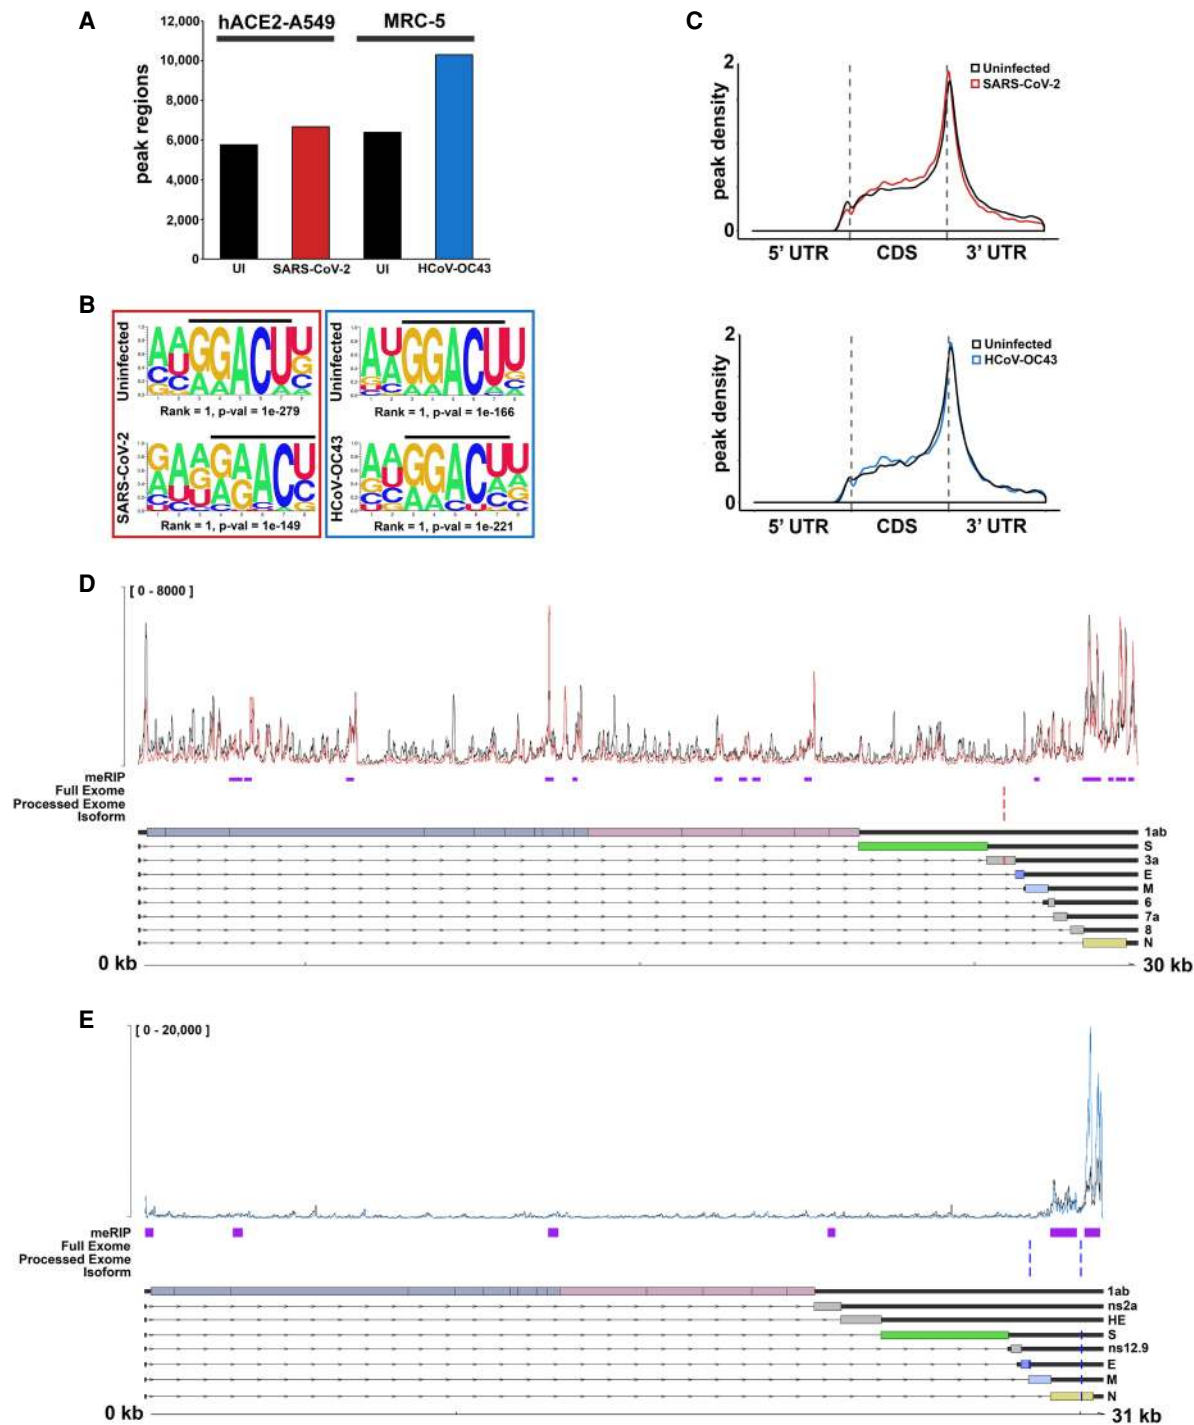 A
hACE2-A549
MRC-5
peak regions
12,000
10,000
8,000
6,000
4,000
2,000
0
UI
SARS-CoV-2
UI
HCoV-OC43
B
Uninfected
Rank = 1, p-val = 1e-279
Uninfected
Rank = 1, p-val = 1e-166
SARS-CoV-2
Rank = 1, p-val = 1e-149
HCoV-OC43
Rank = 1, p-val = 1e-221
C
peak density
2
0
Uninfected
SARS-CoV-2
5' UTR
CDS
3' UTR
peak density
2
0
Uninfected
HCoV-OC43
5' UTR
CDS
3' UTR
D
[ 0 - 8000 ]
meRIP
Full Exome
Processed Exome
Isoform
1ab
S
3a
E
M
6
7a
8
N
0 kb
30 kb
E
[ 0 - 20,000 ]
meRIP
Full Exome
Processed Exome
Isoform
1ab
ns2a
HE
S
ns12.9
E
M
N
0 kb
31 kb